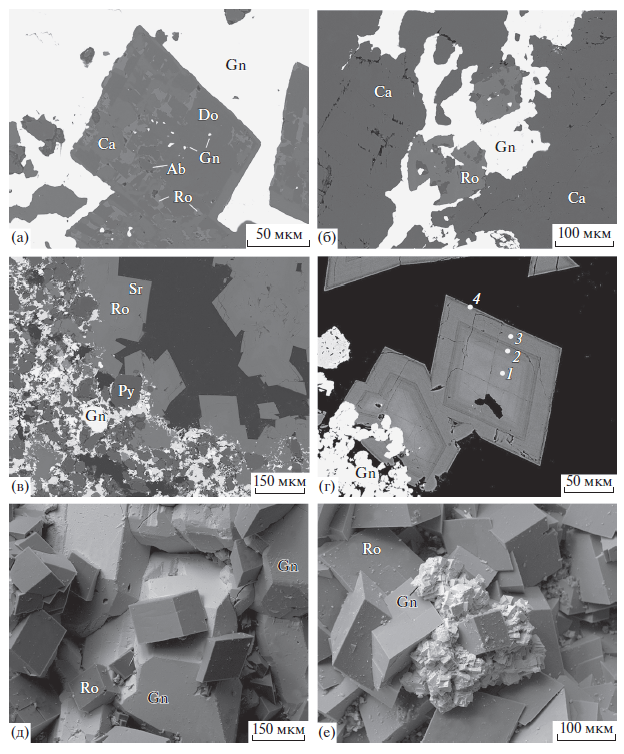 Gn
Do
Ca
Gn
Ab
Ro
(а)
50 мкм
Ca
Gn
Ro
Ca
(б)
100 мкм
Sr
Ro
Py
Gn
(в)
150 мкм
4
3
2
1
Gn
(г)
50 мкм
Gn
Ro
Gn
(д)
150 мкм
Ro
Gn
(е)
100 мкм